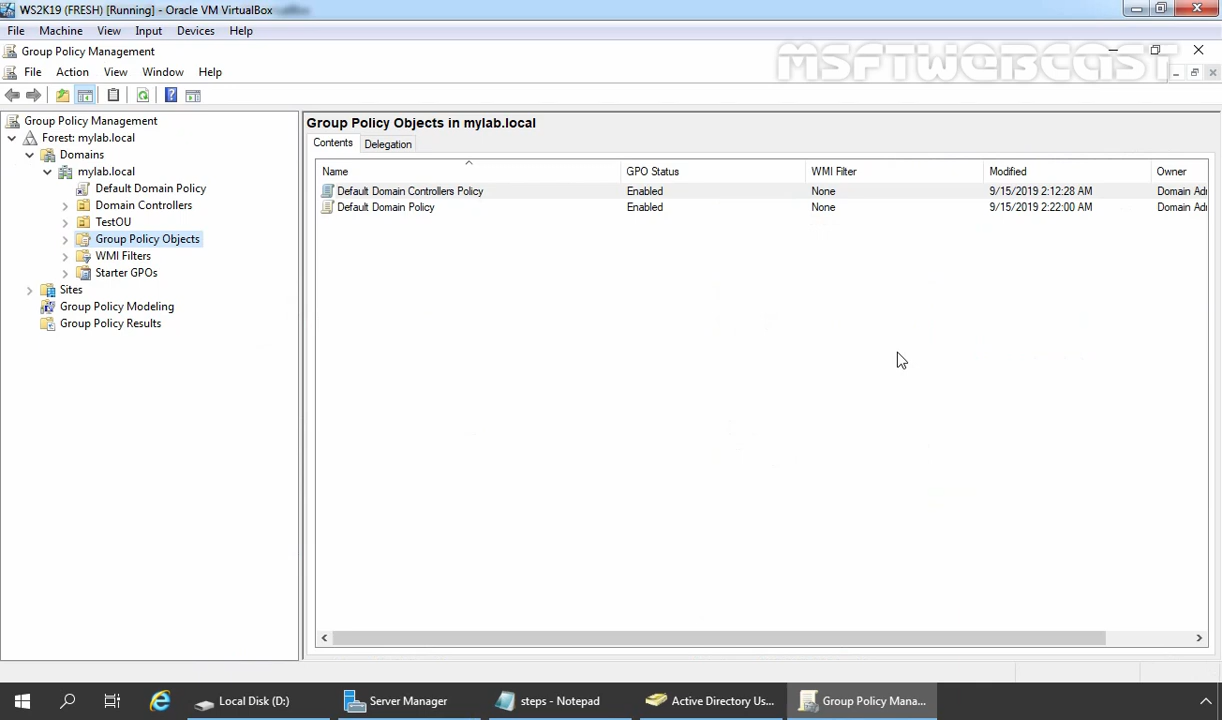 WS2K19 (FRESH) [Running] - Oracle VM VirtualBox
File Machine View Input Devices Help
Group Policy Management
MSFTWEBCAST
File Action View Window Help
Group Policy Management
Forest: mylab.local
Domains
mylab.local
Default Domain Policy
Domain Controllers
TestOU
Group Policy Objects
WMI Filters
Starter GPOs
Sites
Group Policy Modeling
Group Policy Results
Group Policy Objects in mylab.local
Contents Delegation
Name GPO Status WMI Filter Modified Owner
Default Domain Controllers Policy Enabled None 9/15/2019 2:12:28 AM Domain Adr
Default Domain Policy Enabled None 9/15/2019 2:22:00 AM Domain Adr
Local Disk (D:) Server Manager steps - Notepad Active Directory Us... Group Policy Mana...